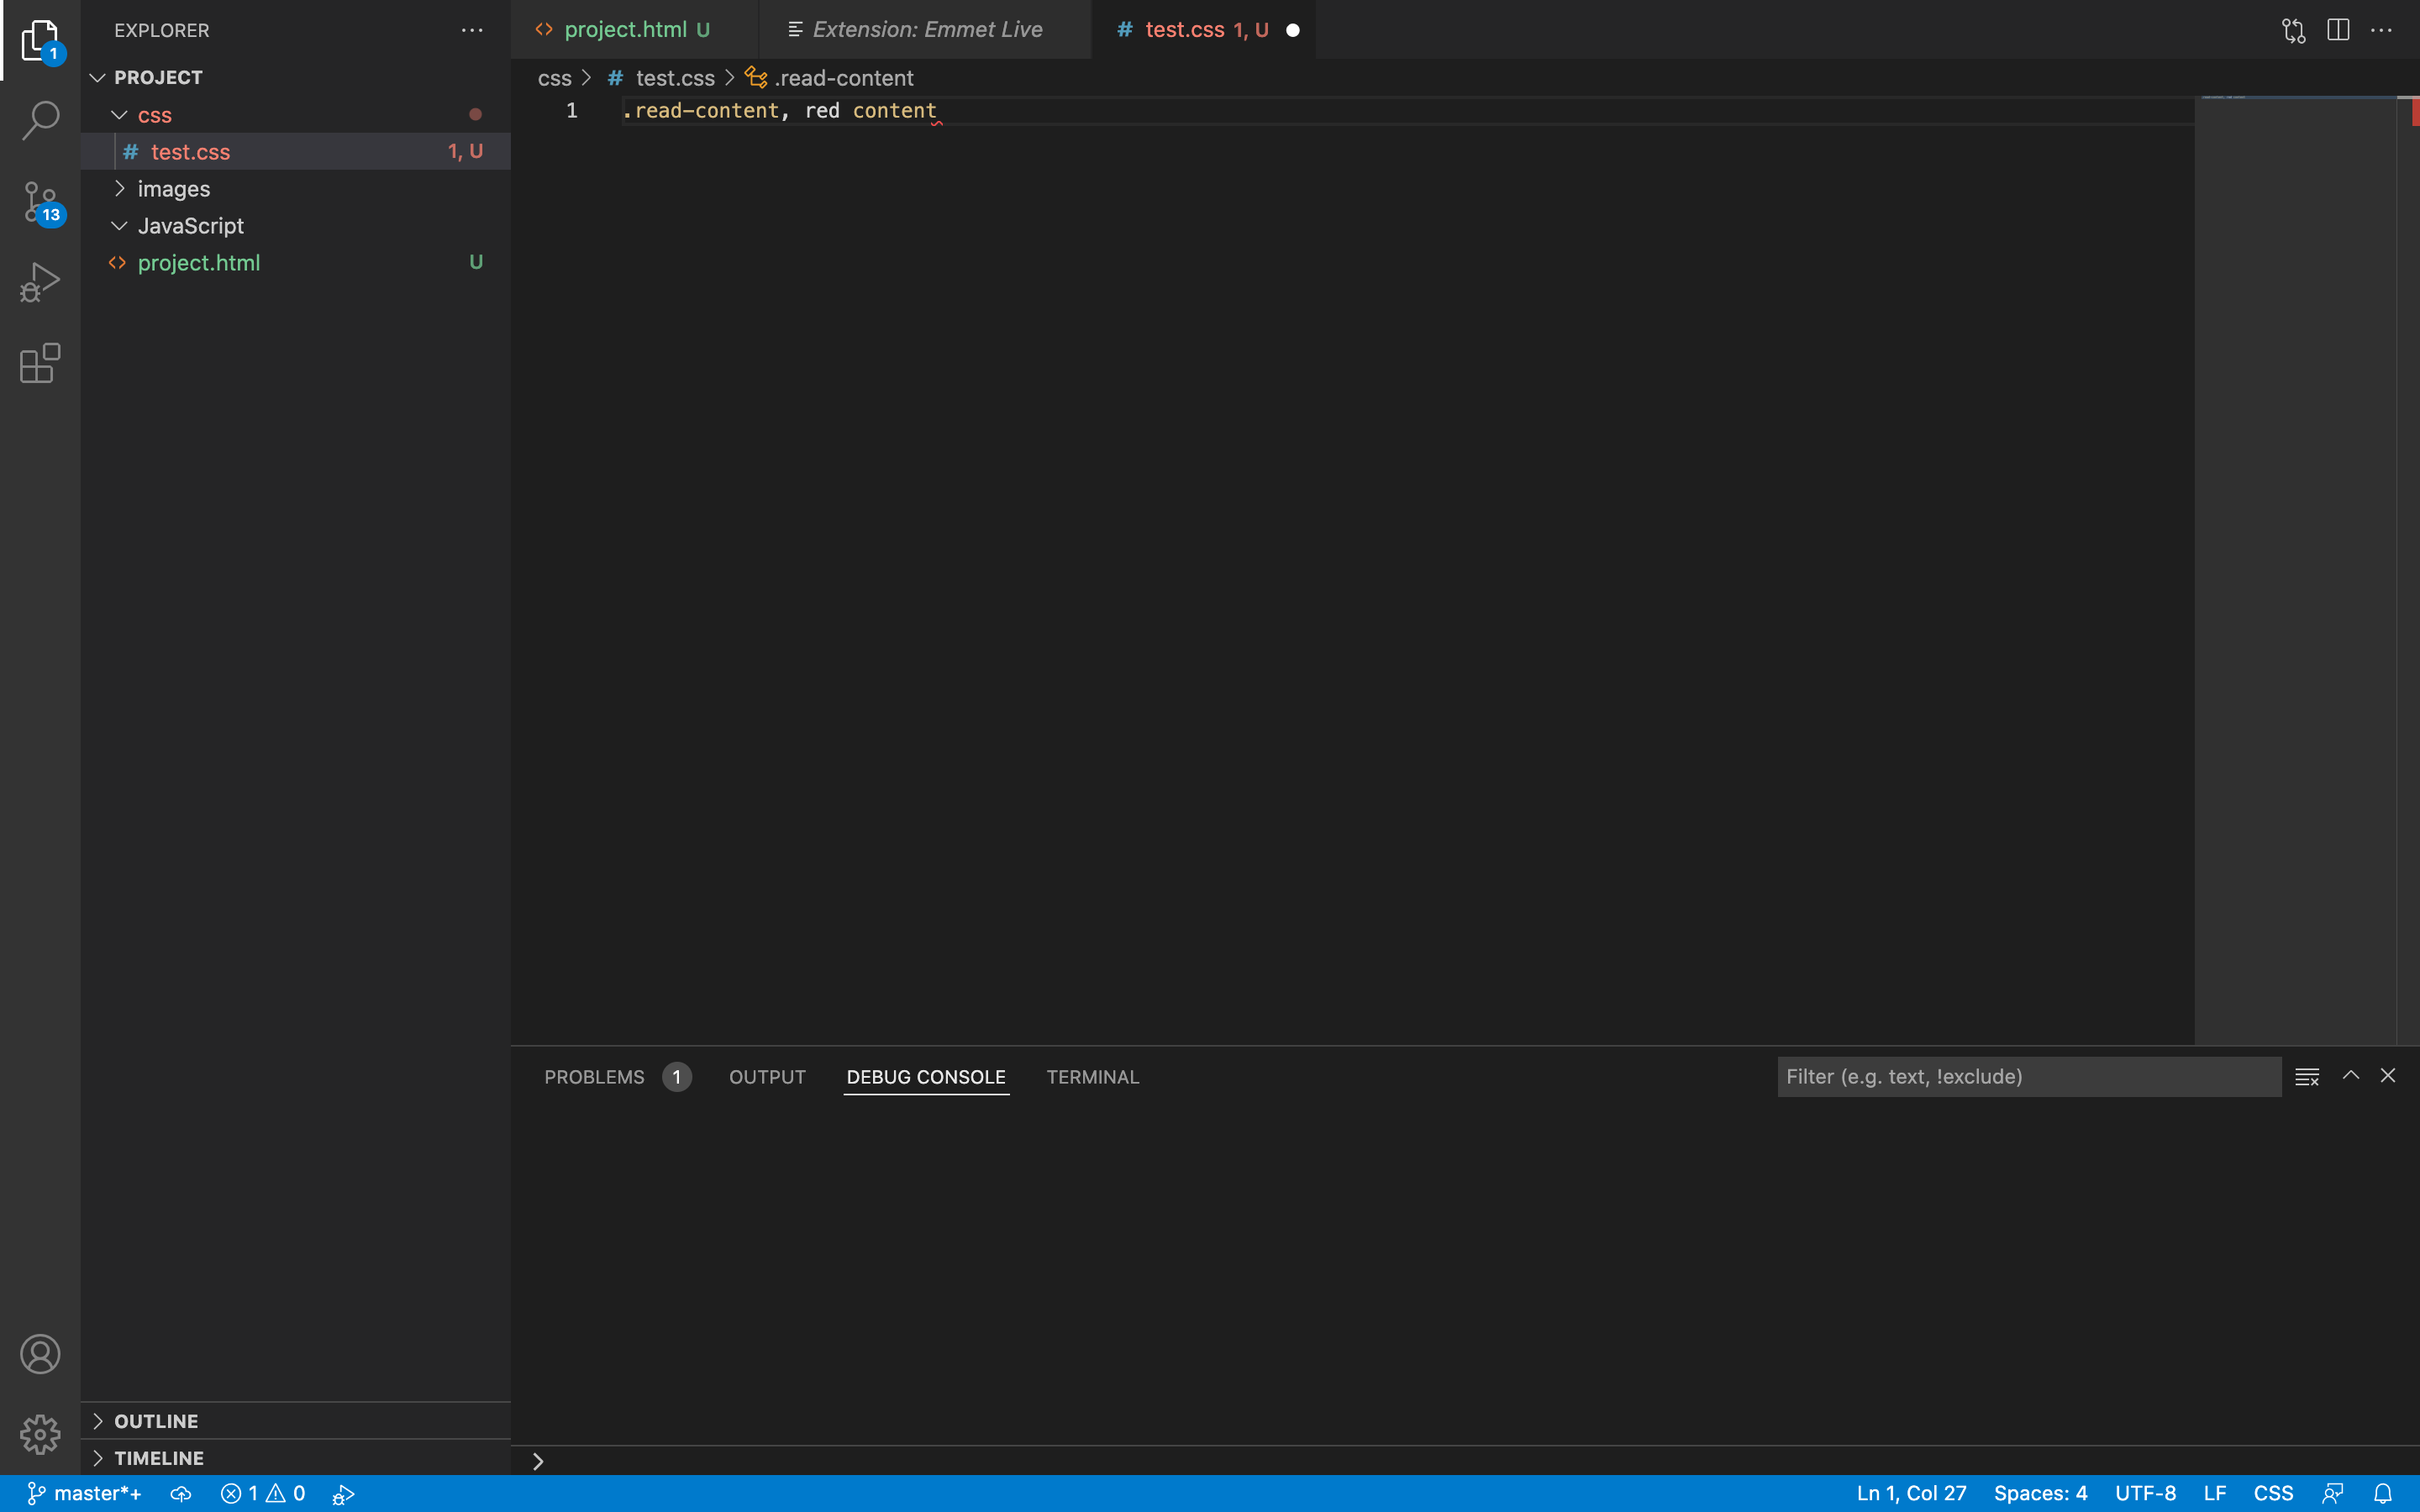 1
EXPLORER
PROJECT
css
# test.css 1, U
13
images
JavaScript
<> project.html U
OUTLINE
TIMELINE
<> project.html U Extension: Emmet Live # test.css 1, U
css > # test.css > .read-content
1 .read-content, red content
PROBLEMS 1 OUTPUT DEBUG CONSOLE TERMINAL Filter (e.g. text, !exclude)
>
master*+ 1 0 Ln 1, Col 27 Spaces: 4 UTF-8 LF CSS